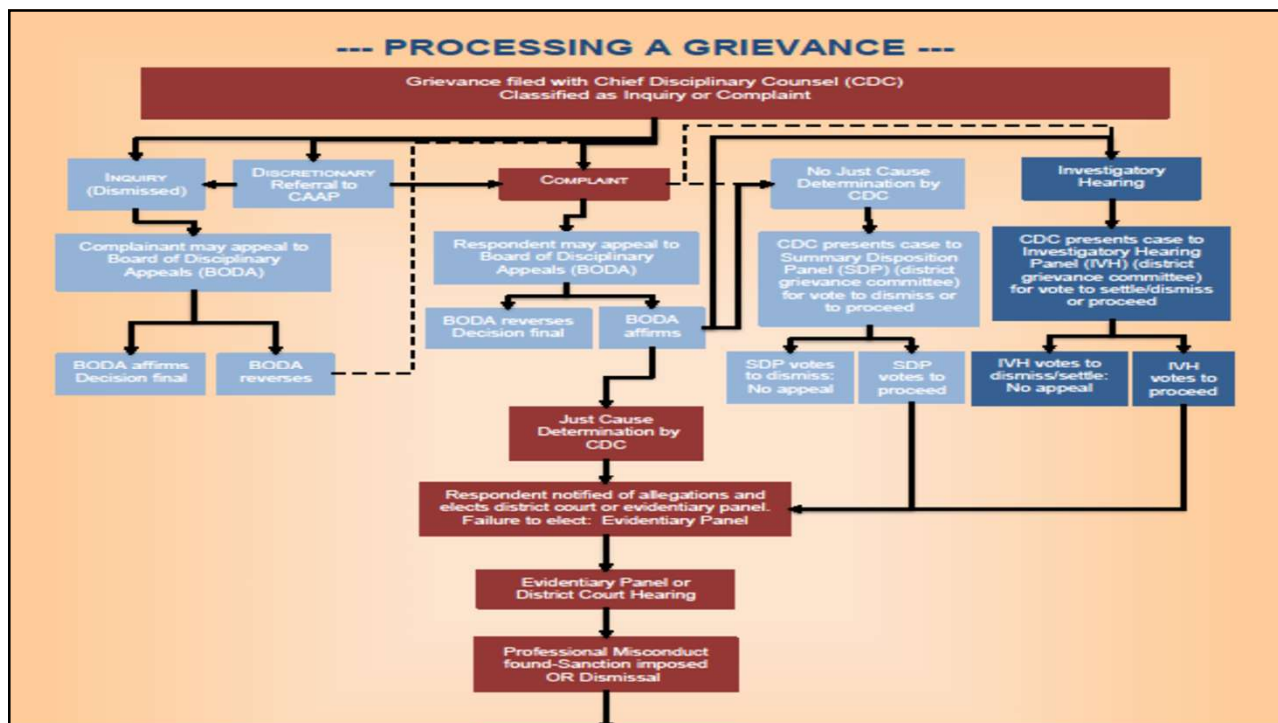 --- PROCESSING A GRIEVANCE ---
Grievance filed with Chief Disciplinary Counsel (CDC)
Classified as Inquiry or Complaint
INQUIRY
(Dismissed)
DISCRETIONARY
Referral to
CAAP
COMPLAINT
No Just Cause
Determination by
CDC
Investigatory
Hearing
Complainant may appeal to
Board of Disciplinary
Appeals (BODA)
Respondent may appeal to
Board of Disciplinary
Appeals (BODA)
CDC presents case to
Summary Disposition
Panel (SDP) (district
grievance committee)
for vote to dismiss or
to proceed
CDC presents case to
Investigatory Hearing
Panel (IVH) (district
grievance committee)
for vote to settle/dismiss
or proceed
BODA affirms
Decision final
BODA
reverses
BODA reverses
Decision final
BODA
affirms
SDP votes
to dismiss:
No appeal
SDP
votes to
proceed
IVH votes to
dismiss/settle:
No appeal
IVH
votes to
proceed
Just Cause
Determination by
CDC
Respondent notified of allegations and
elects district court or evidentiary panel.
Failure to elect: Evidentiary Panel
Evidentiary Panel or
District Court Hearing
Professional Misconduct
found-Sanction imposed
OR Dismissal